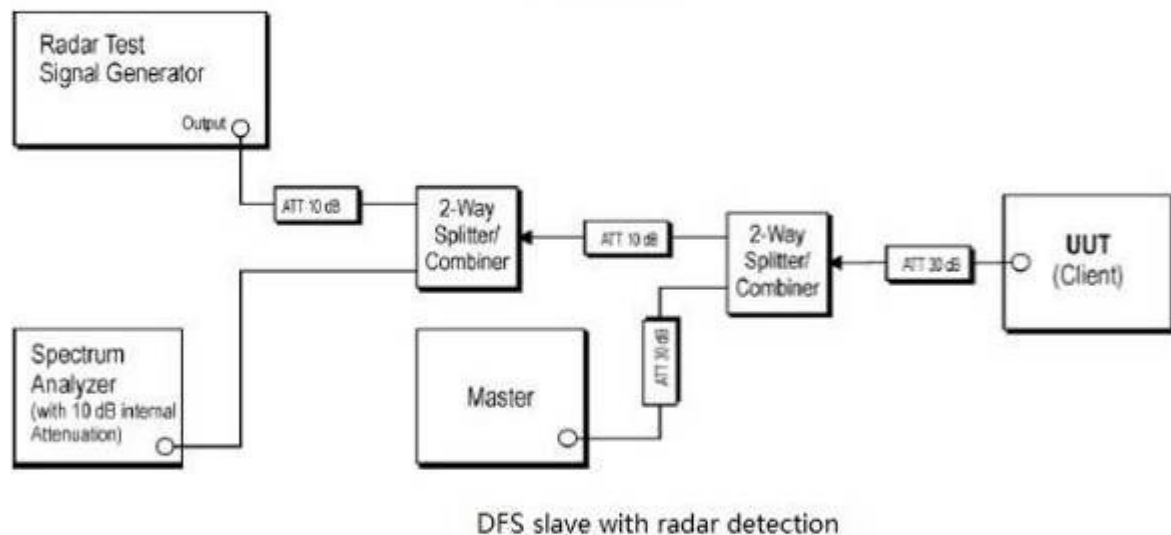 Radar Test
Signal Generator
Output
ATT 10 dB
2-Way
Splitter/
Combiner
ATT 10 dB
2-Way
Splitter/
Combiner
ATT 30 dB
UUT
(Client)
Spectrum
Analyzer
(with 10 dB internal
Attenuation)
Master
ATT 30 dB
DFS slave with radar detection